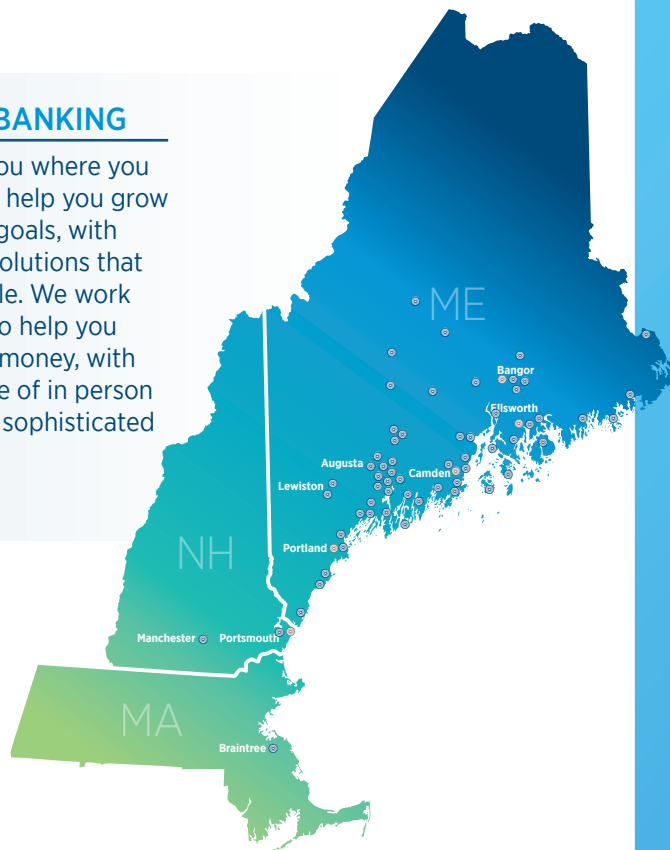 BANKING
ou where you
help you grow
goals, with
olutions that
le. We work
o help you
money, with
e of in person
sophisticated
ME
Bangor
Ellsworth
Augusta
Camden
Lewiston
Portland
NH
Manchester
Portsmouth
MA
Braintree